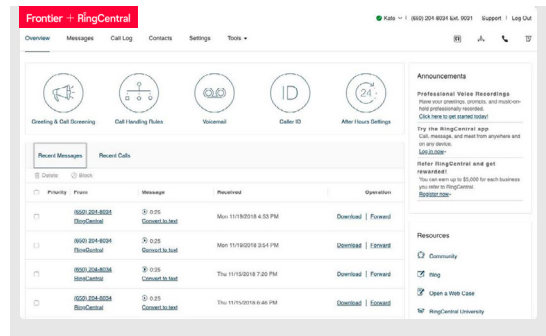 Frontier + RingCentral
Kate | (650) 204-8034 Ext. 9031 Support | Log Out
Overview Messages Call Log Contacts Settings Tools
Greeting & Call Screening
Call Handling Rules
Voicemail
ID
Caller ID
24
After Hours Settings
Recent Messages Recent Calls
Delete Block
Priority From Message Received Operation
(650) 204-8034 0:25 Mon 11/19/2018 4:33 PM Download | Forward
RingCentral Convert to text
(650) 204-8034 0:25 Mon 11/19/2018 3:54 PM Download | Forward
RingCentral Convert to text
(650) 204-8034 0:25 Thu 11/15/2018 7:20 PM Download | Forward
RingCentral Convert to text
(650) 204-8034 0:25 Thu 11/15/2018 6:46 PM Download | Forward
RingCentral Convert to text
Announcements
Professional Voice Recordings
Have your greetings, prompts, and music-on-
hold professionally recorded.
Click here to get started today!
Try the RingCentral app
Call, message, and meet from anywhere and
on any device.
Log in now
Refer RingCentral and get
rewarded!
You can earn up to $5,000 for each business
you refer to RingCentral.
Register now
Resources
Community
Blog
Open a Web Case
RingCentral University